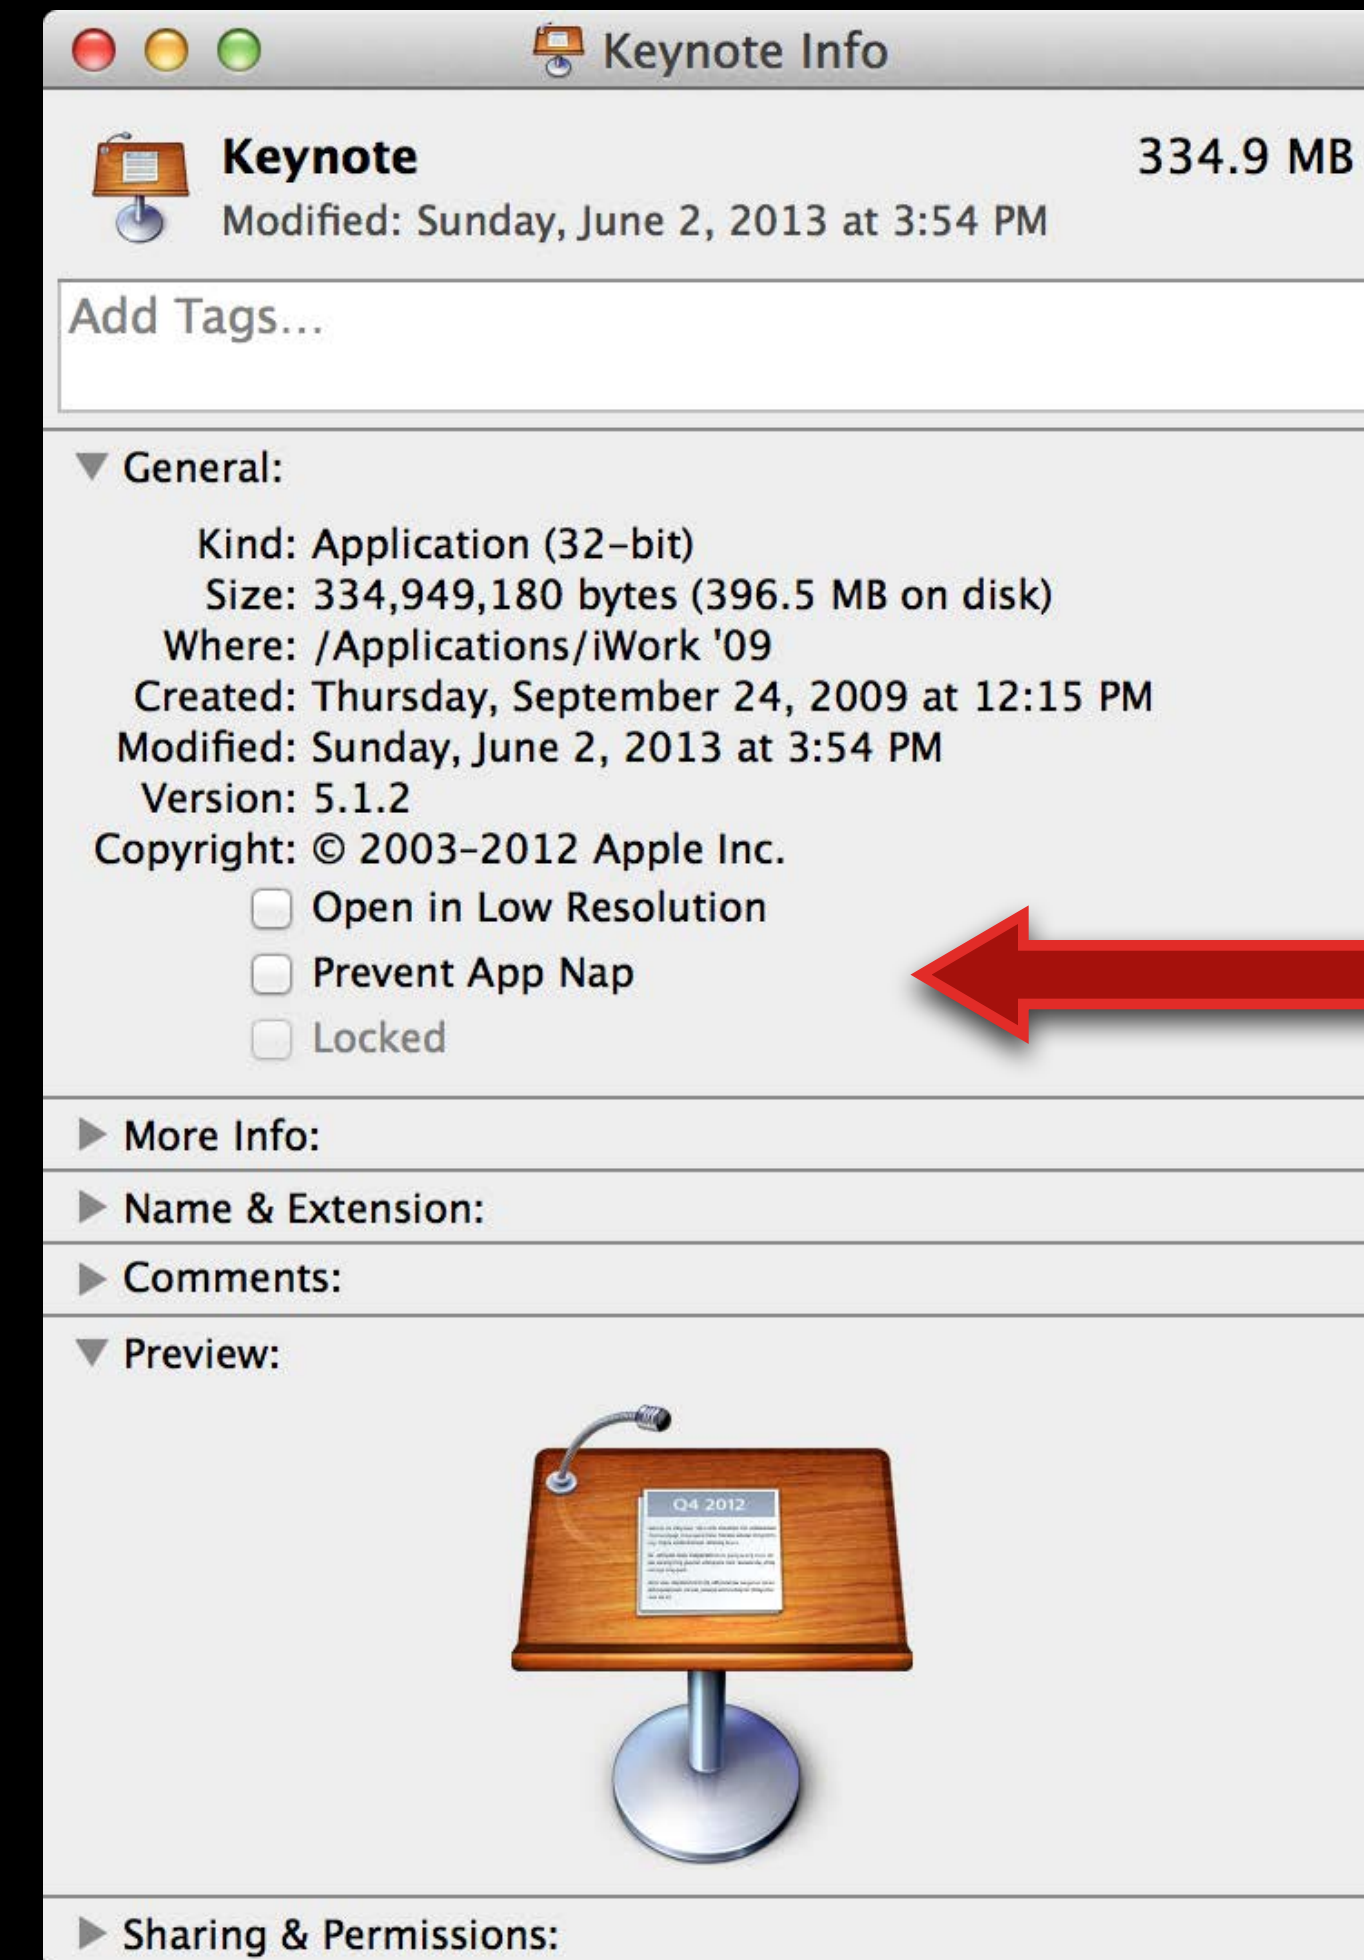 Keynote Info
Keynote 334.9 MB
Modified: Sunday, June 2, 2013 at 3:54 PM
Add Tags...
General:
Kind: Application (32-bit)
Size: 334,949,180 bytes (396.5 MB on disk)
Where: /Applications/iWork '09
Created: Thursday, September 24, 2009 at 12:15 PM
Modified: Sunday, June 2, 2013 at 3:54 PM
Version: 5.1.2
Copyright: © 2003–2012 Apple Inc.
Open in Low Resolution
Prevent App Nap
Locked
More Info:
Name & Extension:
Comments:
Preview:
Q4 2012
Sharing & Permissions: